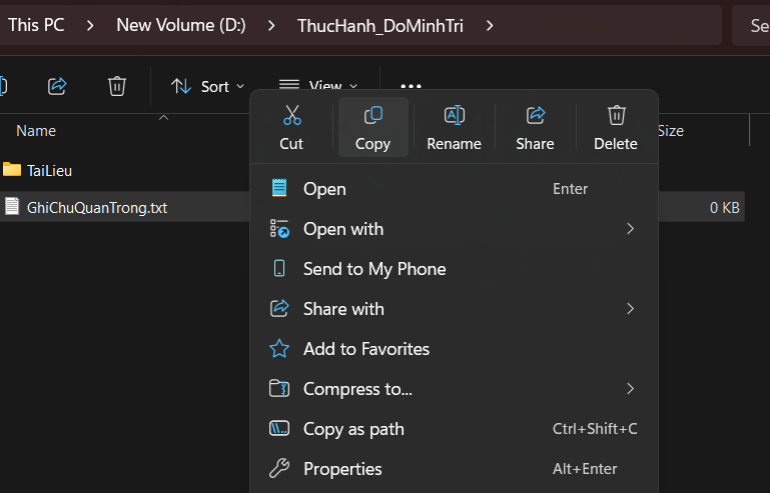 This PC > New Volume (D:) > ThucHanh_DoMinhTri > Se
Sort View ...
Cut Copy Rename Share Delete
Name Size
TaiLieu
GhiChuQuanTrong.txt 0 KB
Open Enter
Open with
Send to My Phone
Share with
Add to Favorites
Compress to...
Copy as path Ctrl+Shift+C
Properties Alt+Enter